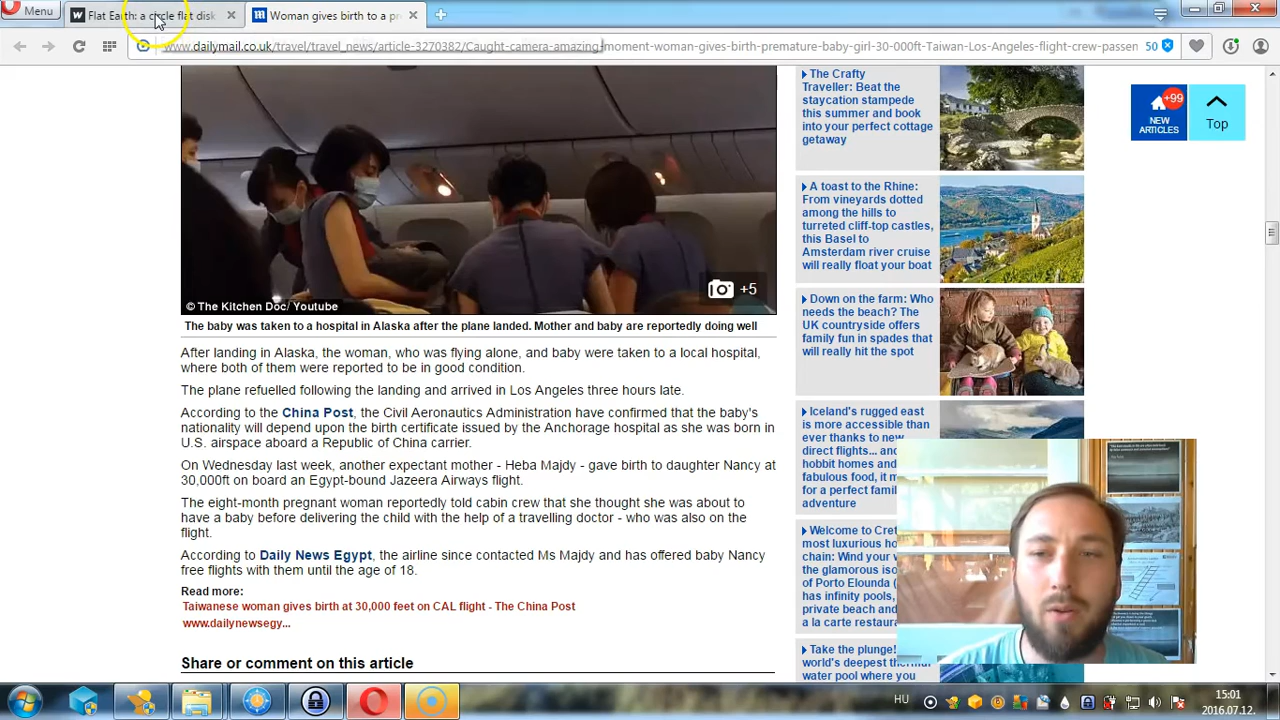 Menu
Flat Earth: a circle flat disk
Woman gives birth to a pr
www.dailymail.co.uk/travel/travel_news/article-3270382/Caught-camera-amazing-moment-woman-gives-birth-premature-baby-girl-30-000ft-Taiwan-Los-Angeles-flight-crew-passen
50
© The Kitchen Doc/ Youtube
+5
The baby was taken to a hospital in Alaska after the plane landed. Mother and baby are reportedly doing well
After landing in Alaska, the woman, who was flying alone, and baby were taken to a local hospital,
where both of them were reported to be in good condition.
The plane refuelled following the landing and arrived in Los Angeles three hours late.
According to the China Post, the Civil Aeronautics Administration have confirmed that the baby's
nationality will depend upon the birth certificate issued by the Anchorage hospital as she was born in
U.S. airspace aboard a Republic of China carrier.
On Wednesday last week, another expectant mother - Heba Majdy - gave birth to deughter Nancy at
30,000ft on board an Egypt-bound Jazeera Airways flight.
The eight-month pregnant woman reportedly told cabin crew that she thought she was about to
have a baby before delivering the child with the help of a travelling doctor - who was also on the
flight.
According to Daily News Egypt, the airline since contacted Ms Majdy and has offered baby Nancy
free flights with them until the age of 18.
Read more:
Taiwanese woman gives birth at 30,000 feet on CAL flight - The China Post
www.dailynewsegy...
Share or comment on this article
The Crafty
Traveller: Beat the
staycation stampede
this summer and book
into your perfect cottage
getaway
A toast to the Rhine:
From vineyards dotted
among the hills to
turreted cliff-top castles,
this Basel to
Amsterdam river cruise
will really float your boat
Down on the farm: Who
needs the beach? The
UK countryside offers
family fun in spades that
will really hit the spot
Iceland's rugged east
is more accessible than
ever thanks to new
direct flights... and
hobbit homes and
fabulous food, it m
for a perfect fami
adventure
Welcome to Cret
most luxurious ho
chain: Wind your
the glamorous iso
of Porto Elounda (
has infinity pools,
private beach and
a la carte restaura
Take the plunge!
world's deepest therma
water pool where you
+99
NEW
ARTICLES
Top
HU
15:01
2016.07.12.